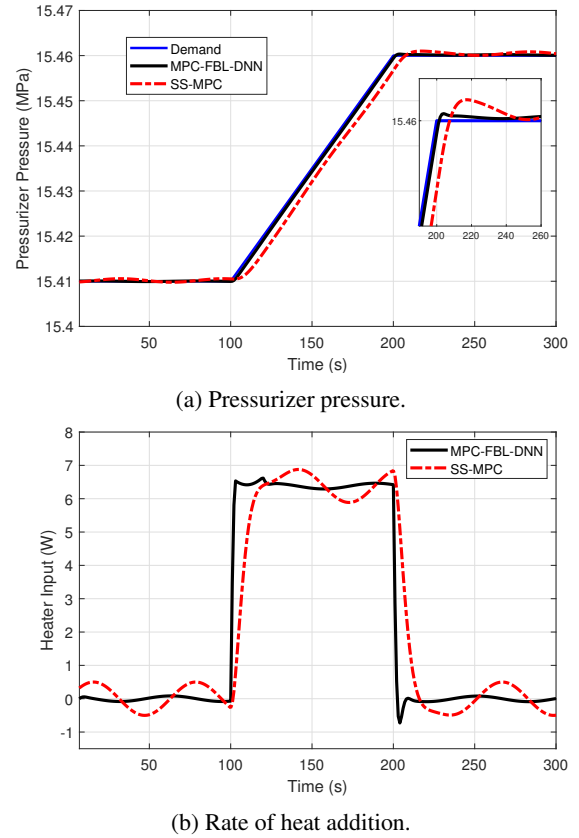 15.46
15.45
15.44
15.43
15.42
15.41
15.4
Pressurizer Pressure (MPa)
Demand
MPC-FBL-DNN
SS-MPC
15.46
200 220 240 260
50 100 150 200 250 300
Time (s)
(a) Pressurizer pressure.
8
7
6
5
4
3
2
1
0
-1
Heater Input (W)
MPC-FBL-DNN
SS-MPC
50 100 150 200 250 300
Time (s)
(b) Rate of heat addition.